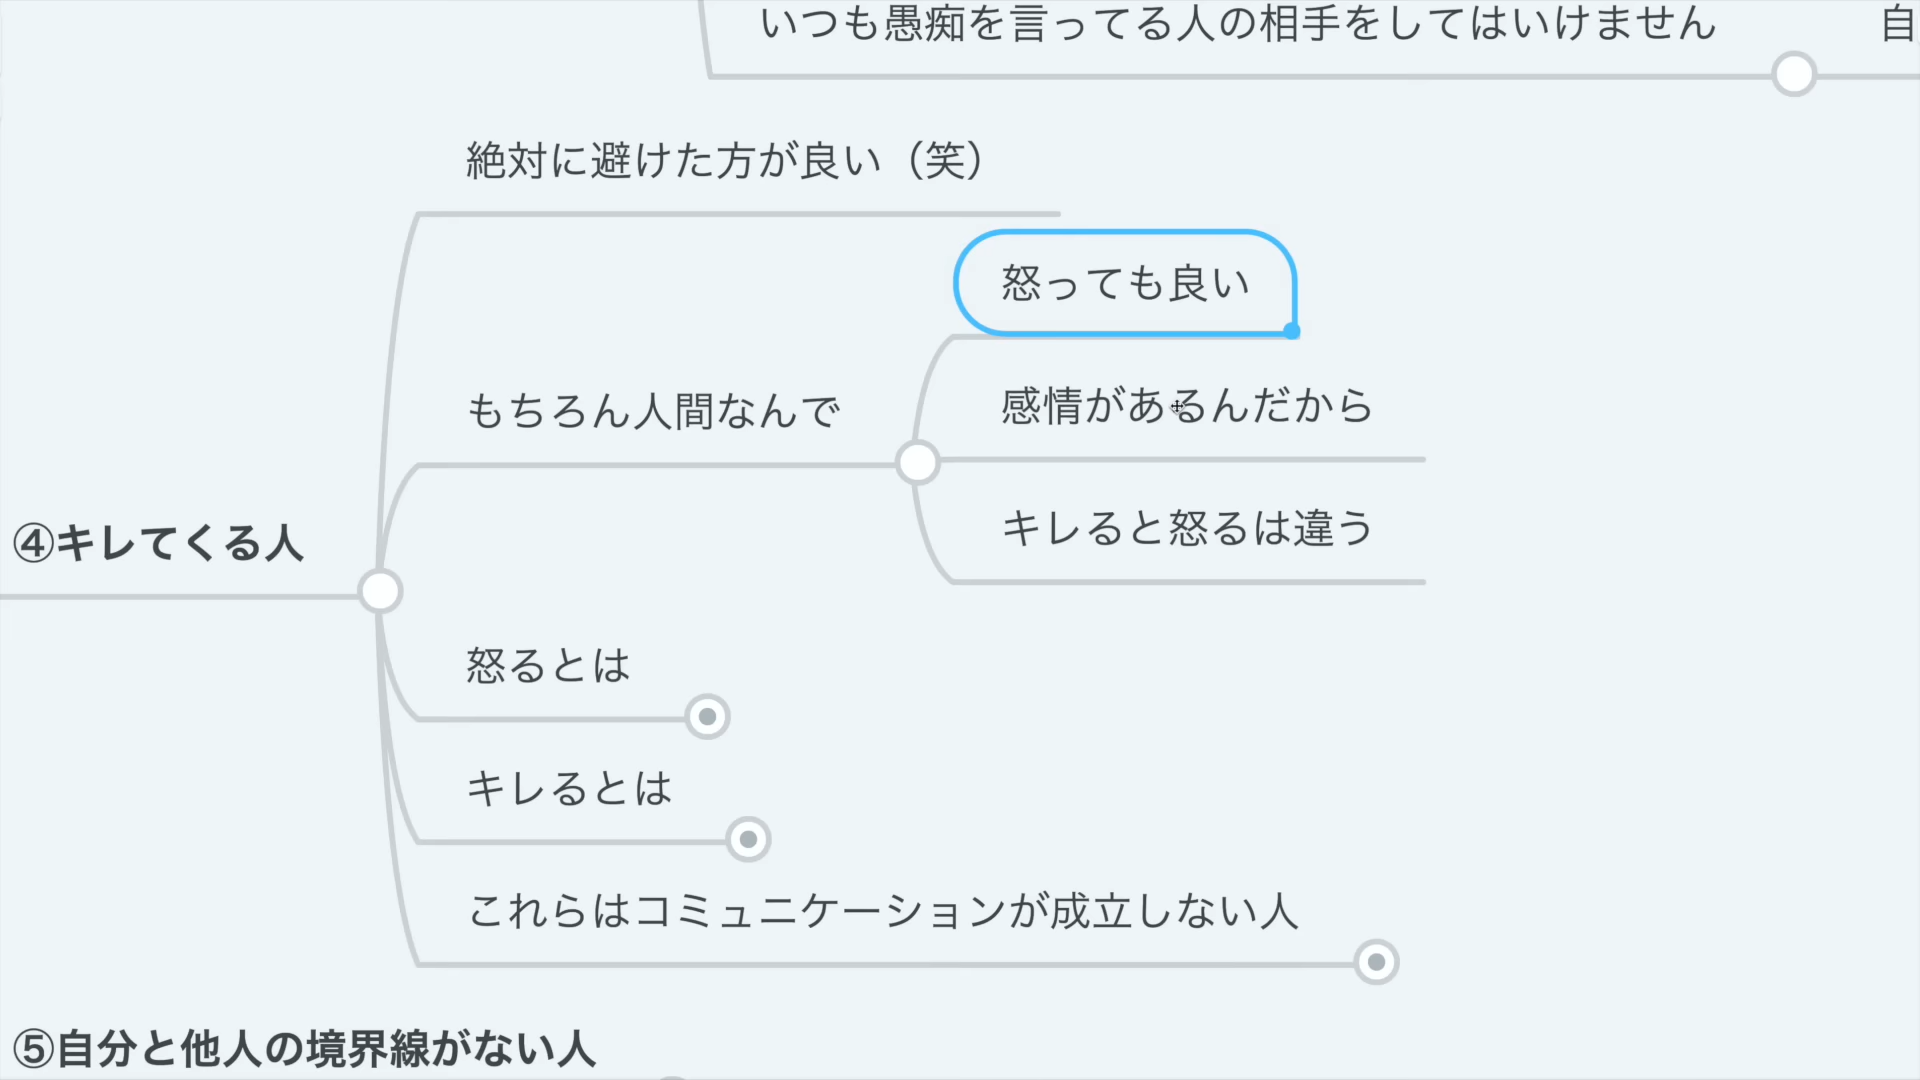 いつも愚痴を言ってる人の相手をしてはいけません
自
絶対に避けた方が良い（笑）
怒っても良い
もちろん人間なんで
感情があるんだから
キレると怒るは違う
④キレてくる人
怒るとは
キレるとは
これらはコミュニケーションが成立しない人
⑤自分と他人の境界線がない人